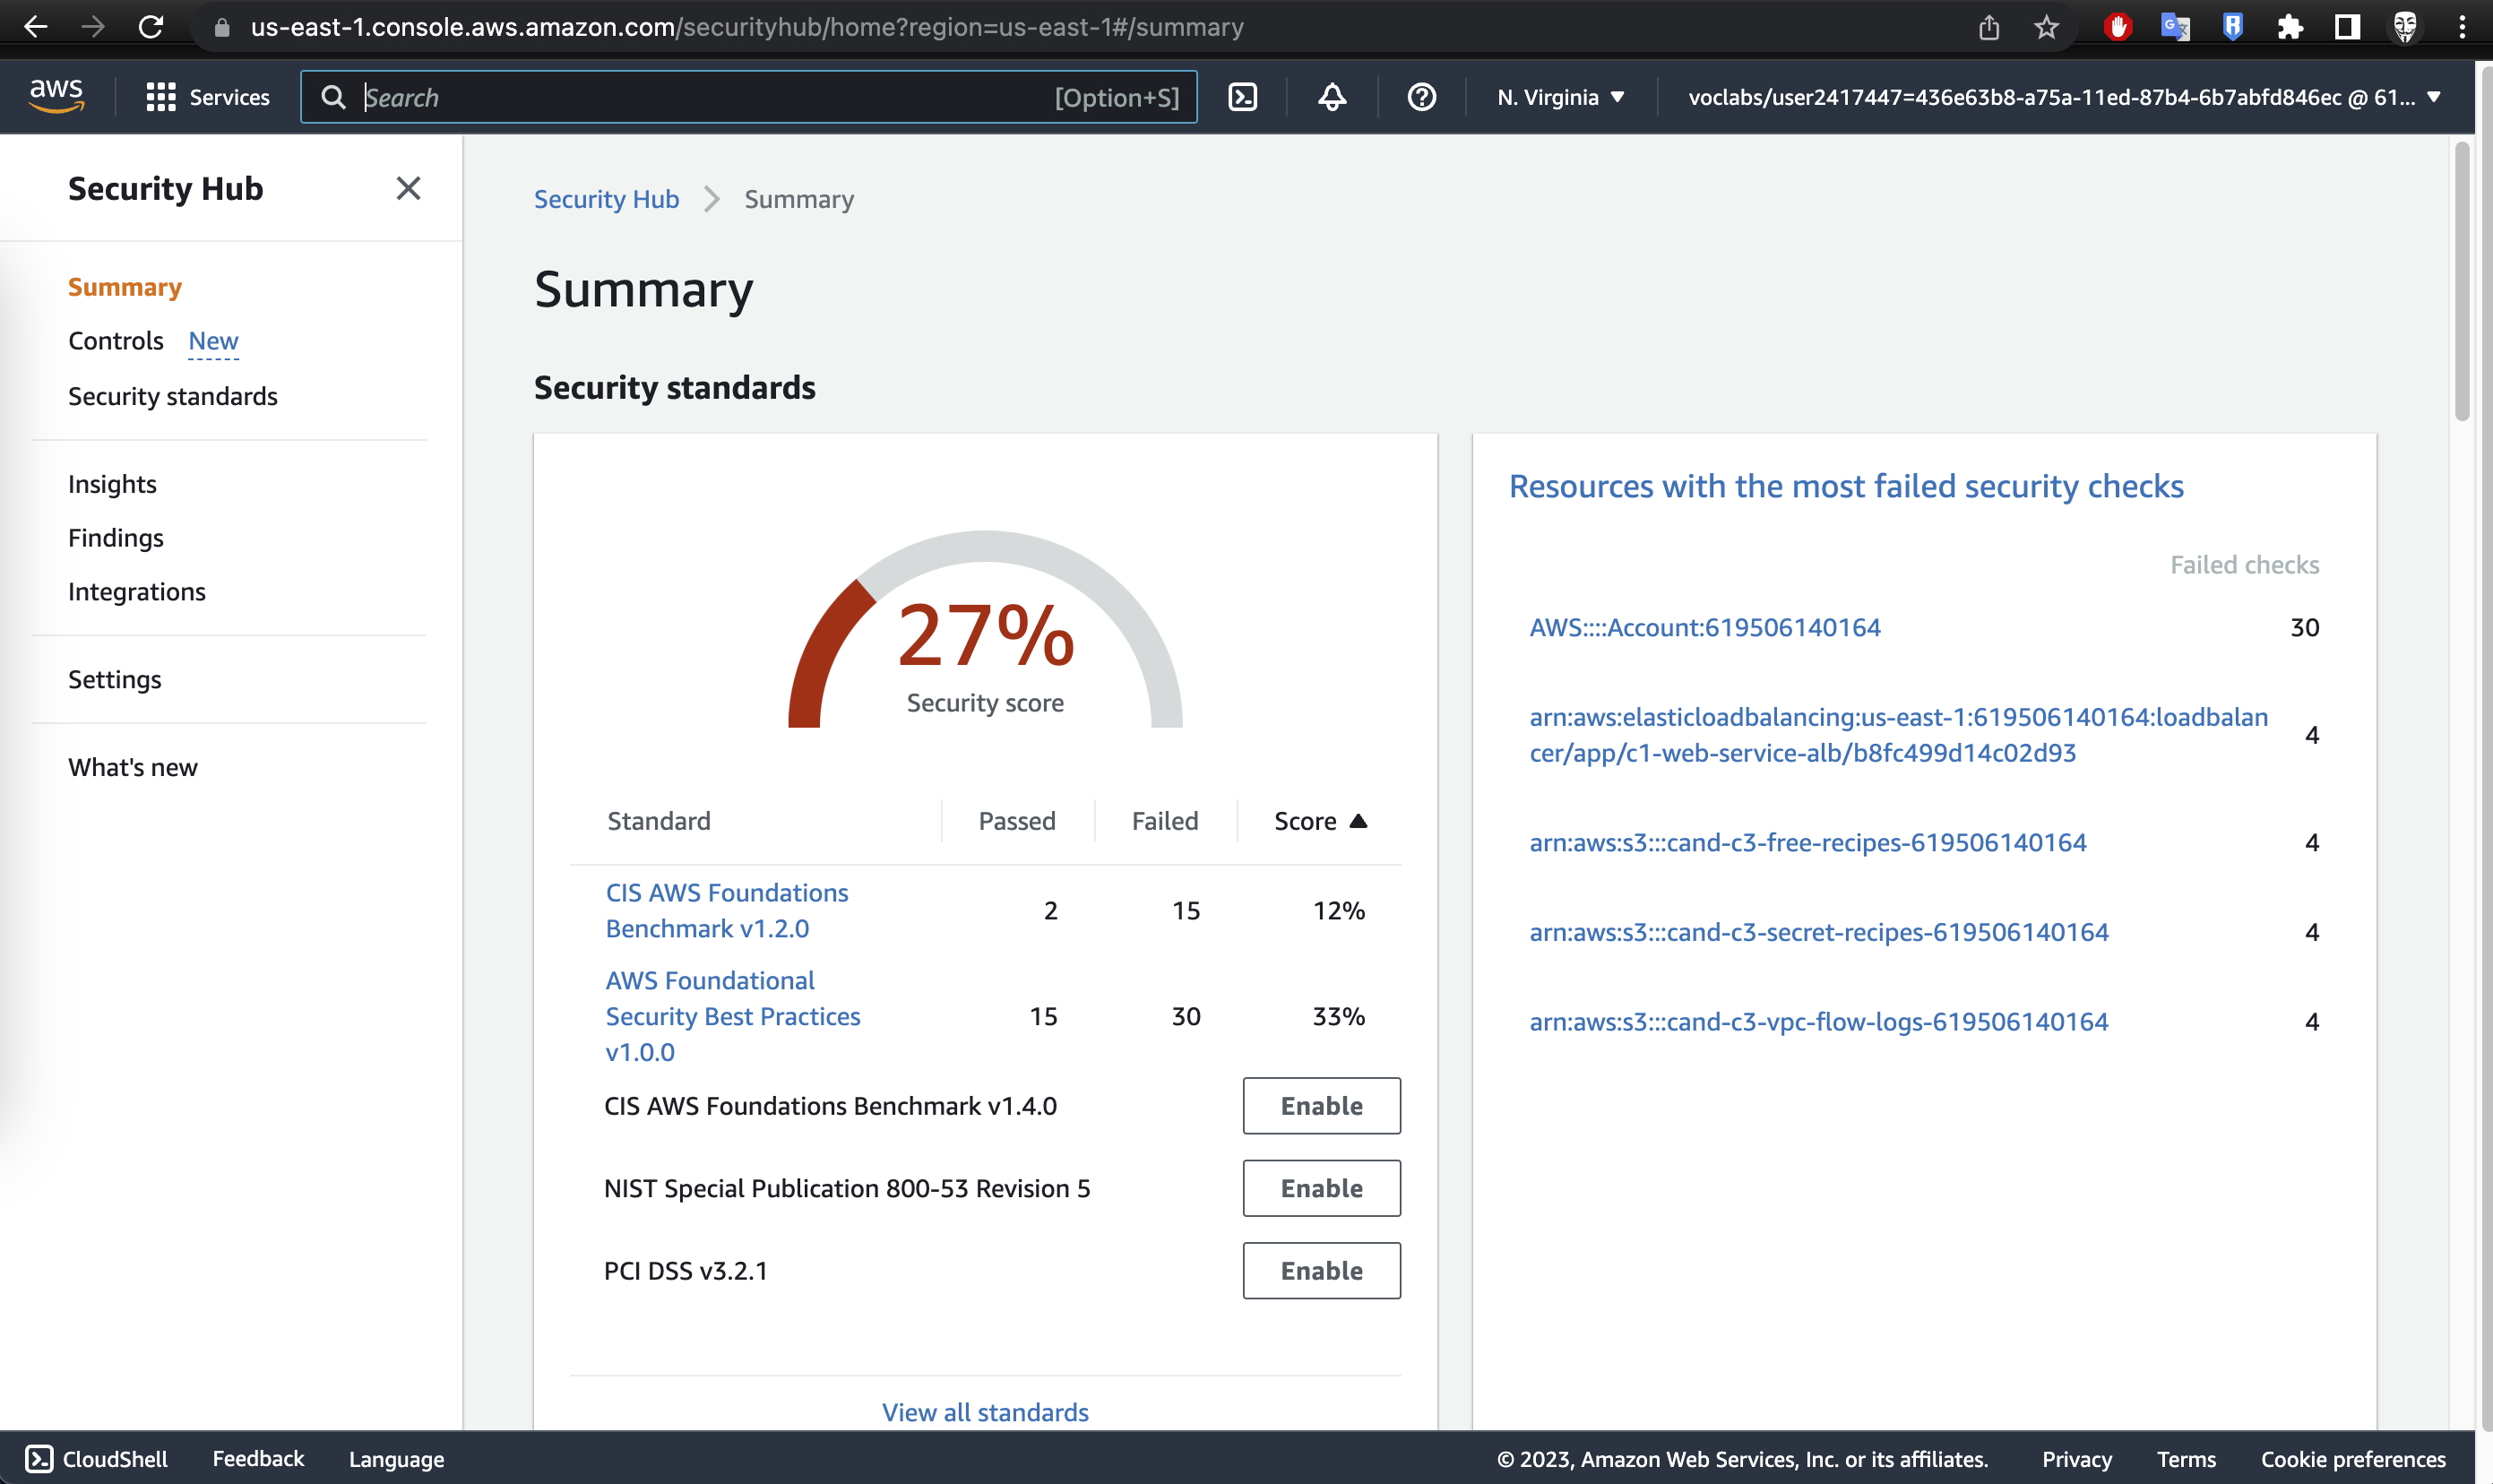 us-east-1.console.aws.amazon.com/securityhub/home?region=us-east-1#/summary
aws
Services
Search
[Option+S]
N. Virginia
voclabs/user2417447=436e63b8-a75a-11ed-87b4-6b7abfd846ec @ 61...
Security Hub
Summary
Controls New
Security standards
Insights
Findings
Integrations
Settings
What's new
Security Hub
Summary
Summary
Security standards
27%
Security score
Standard Passed Failed Score
CIS AWS Foundations
Benchmark v1.2.0
2 15 12%
AWS Foundational
Security Best Practices
v1.0.0
15 30 33%
CIS AWS Foundations Benchmark v1.4.0 Enable
NIST Special Publication 800-53 Revision 5 Enable
PCI DSS v3.2.1 Enable
View all standards
Resources with the most failed security checks
Failed checks
AWS::::Account:619506140164 30
arn:aws:elasticloadbalancing:us-east-1:619506140164:loadbalan
cer/app/c1-web-service-alb/b8fc499d14c02d93
4
arn:aws:s3:::cand-c3-free-recipes-619506140164 4
arn:aws:s3:::cand-c3-secret-recipes-619506140164 4
arn:aws:s3:::cand-c3-vpc-flow-logs-619506140164 4
CloudShell
Feedback
Language
© 2023, Amazon Web Services, Inc. or its affiliates.
Privacy
Terms
Cookie preferences